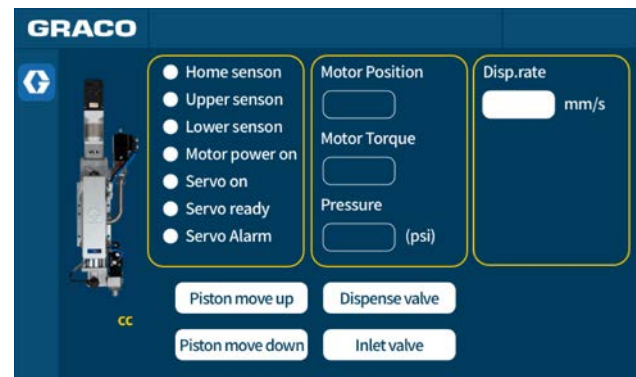 GRACO
Home senson
Upper senson
Lower senson
Motor power on
Servo on
Servo ready
Servo Alarm
Motor Position
Motor Torque
Pressure
(psi)
Disp.rate
mm/s
CC
Piston move up
Dispense valve
Piston move down
Inlet valve